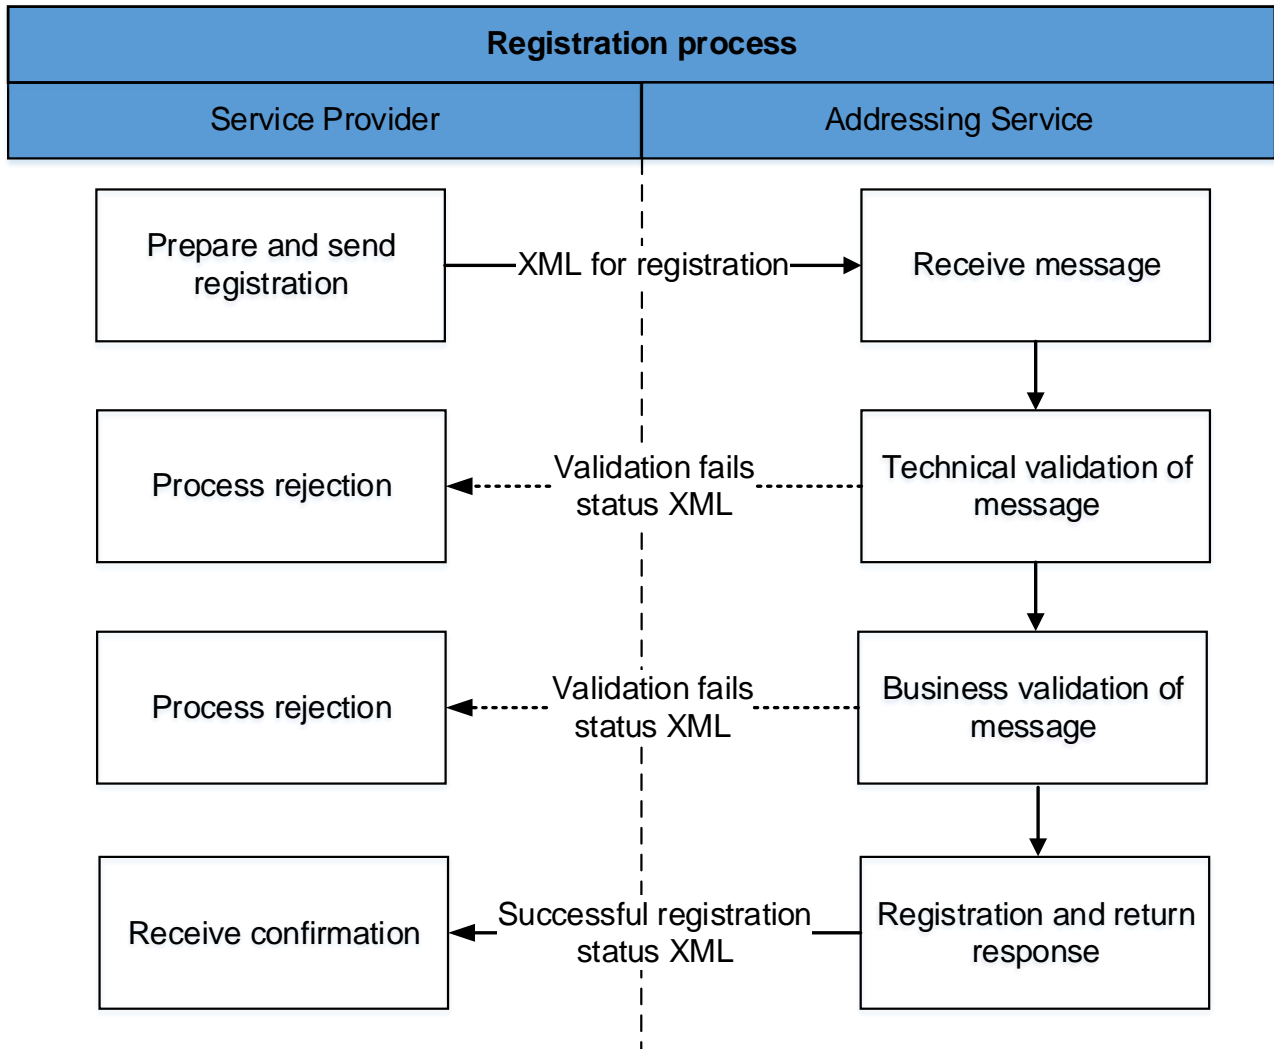 Registration process
Service Provider
Addressing Service
Prepare and send
registration
XML for registration
Receive message
Process rejection
Validation fails
status XML
Technical validation of
message
Process rejection
Validation fails
status XML
Business validation of
message
Receive confirmation
Successful registration
status XML
Registration and return
response